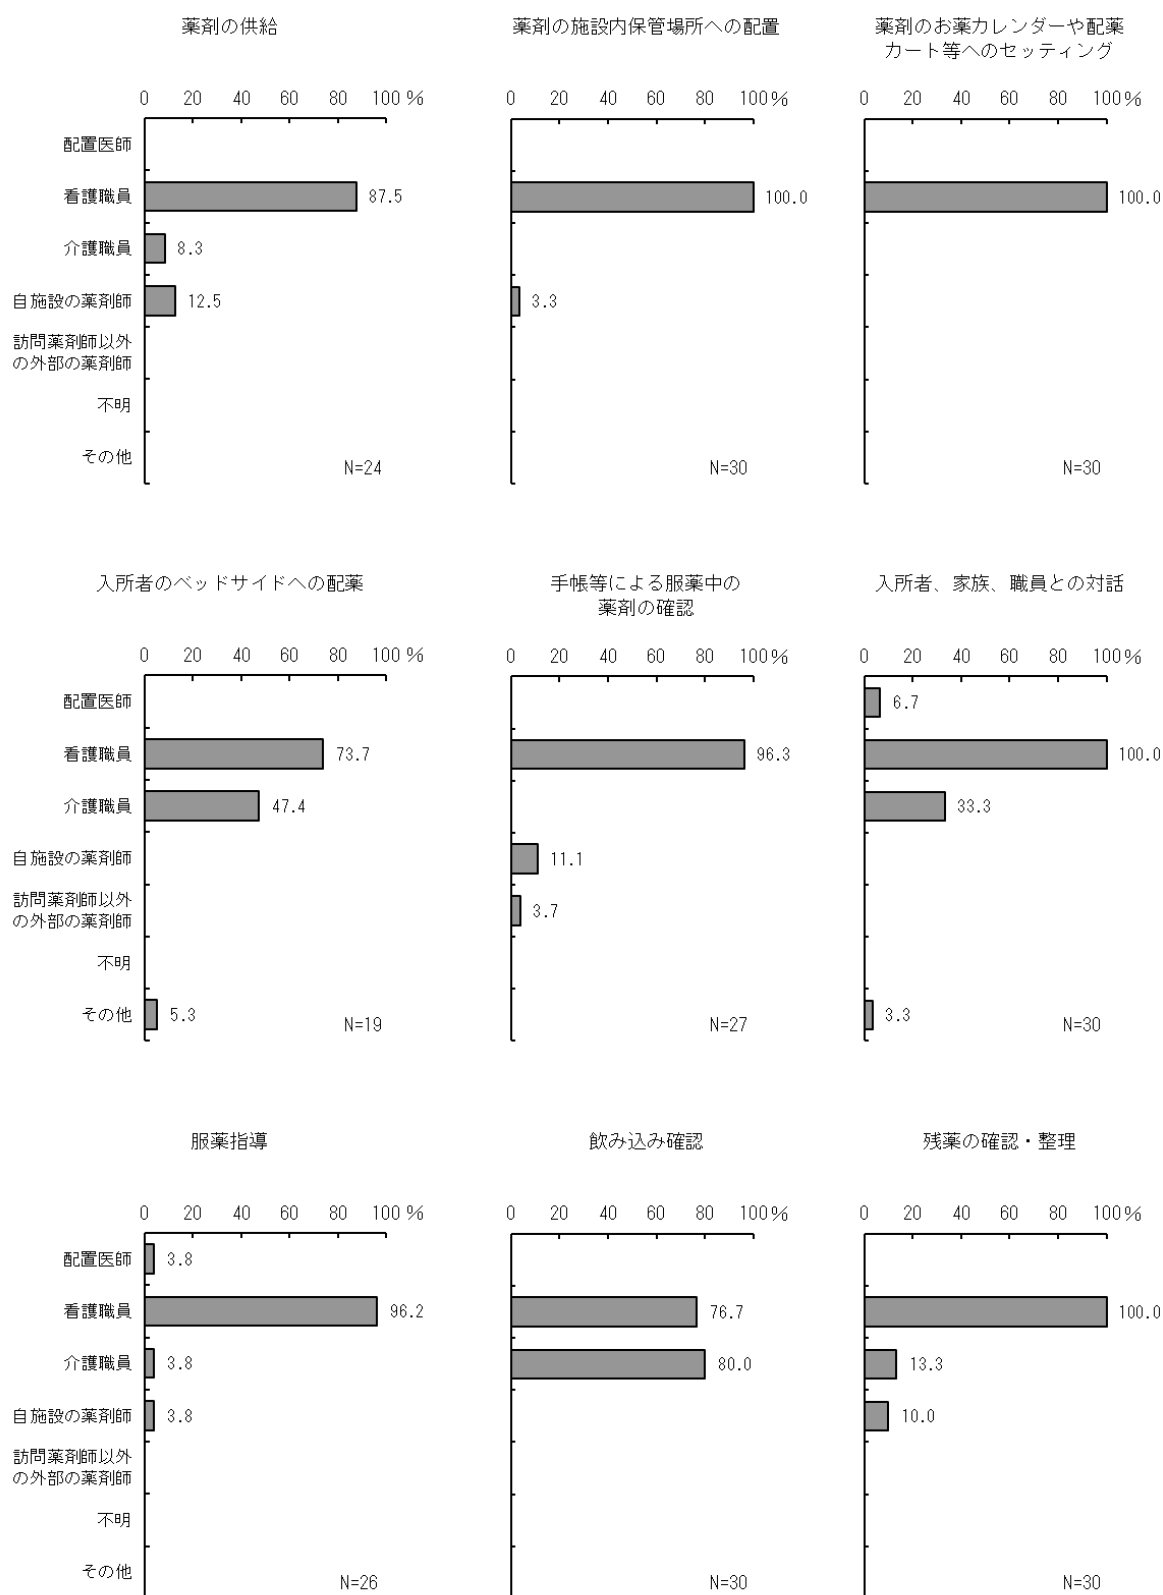 薬剤の供給
0 20 40 60 80 100 %
配置医師
看護職員 87.5
介護職員 8.3
自施設の薬剤師 12.5
訪問薬剤師以外
の外部の薬剤師
不明
その他
N=24
薬剤の施設内保管場所への配置
0 20 40 60 80 100%
100.0
3.3
N=30
薬剤のお薬カレンダーや配薬
カート等へのセッティング
0 20 40 60 80 100%
100.0
N=30
入所者のベッドサイドへの配薬
0 20 40 60 80 100 %
配置医師
看護職員 73.7
介護職員 47.4
自施設の薬剤師
訪問薬剤師以外
の外部の薬剤師
不明
その他 5.3
N=19
手帳等による服薬中の
薬剤の確認
0 20 40 60 80 100%
96.3
11.1
3.7
N=27
入所者、家族、職員との対話
0 20 40 60 80 100%
6.7
100.0
33.3
3.3
N=30
服薬指導
0 20 40 60 80 100 %
配置医師 3.8
看護職員 96.2
介護職員 3.8
自施設の薬剤師 3.8
訪問薬剤師以外
の外部の薬剤師
不明
その他
N=26
飲み込み確認
0 20 40 60 80 100%
76.7
80.0
N=30
残薬の確認・整理
0 20 40 60 80 100%
100.0
13.3
10.0
N=30